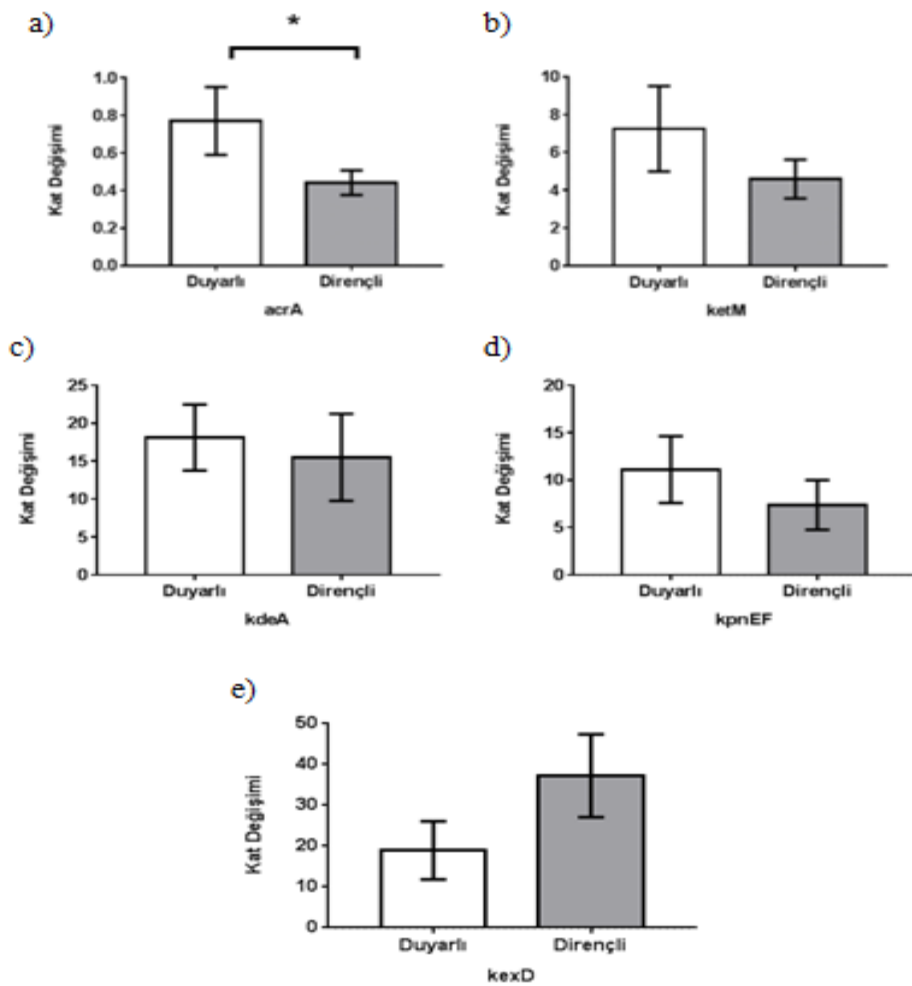 a)
*
Kat Değişimi
1.0
0.8
0.6
0.4
0.2
0.0
Duyarlı Dirençli
acrA
b)
Kat Değişimi
10
8
6
4
2
0
Duyarlı Dirençli
ketM
c)
Kat Değişimi
25
20
15
10
5
0
Duyarlı Dirençli
kdeA
d)
Kat Değişimi
20
15
10
5
0
Duyarlı Dirençli
kpnEF
e)
Kat Değişimi
50
40
30
20
10
0
Duyarlı Dirençli
kexD